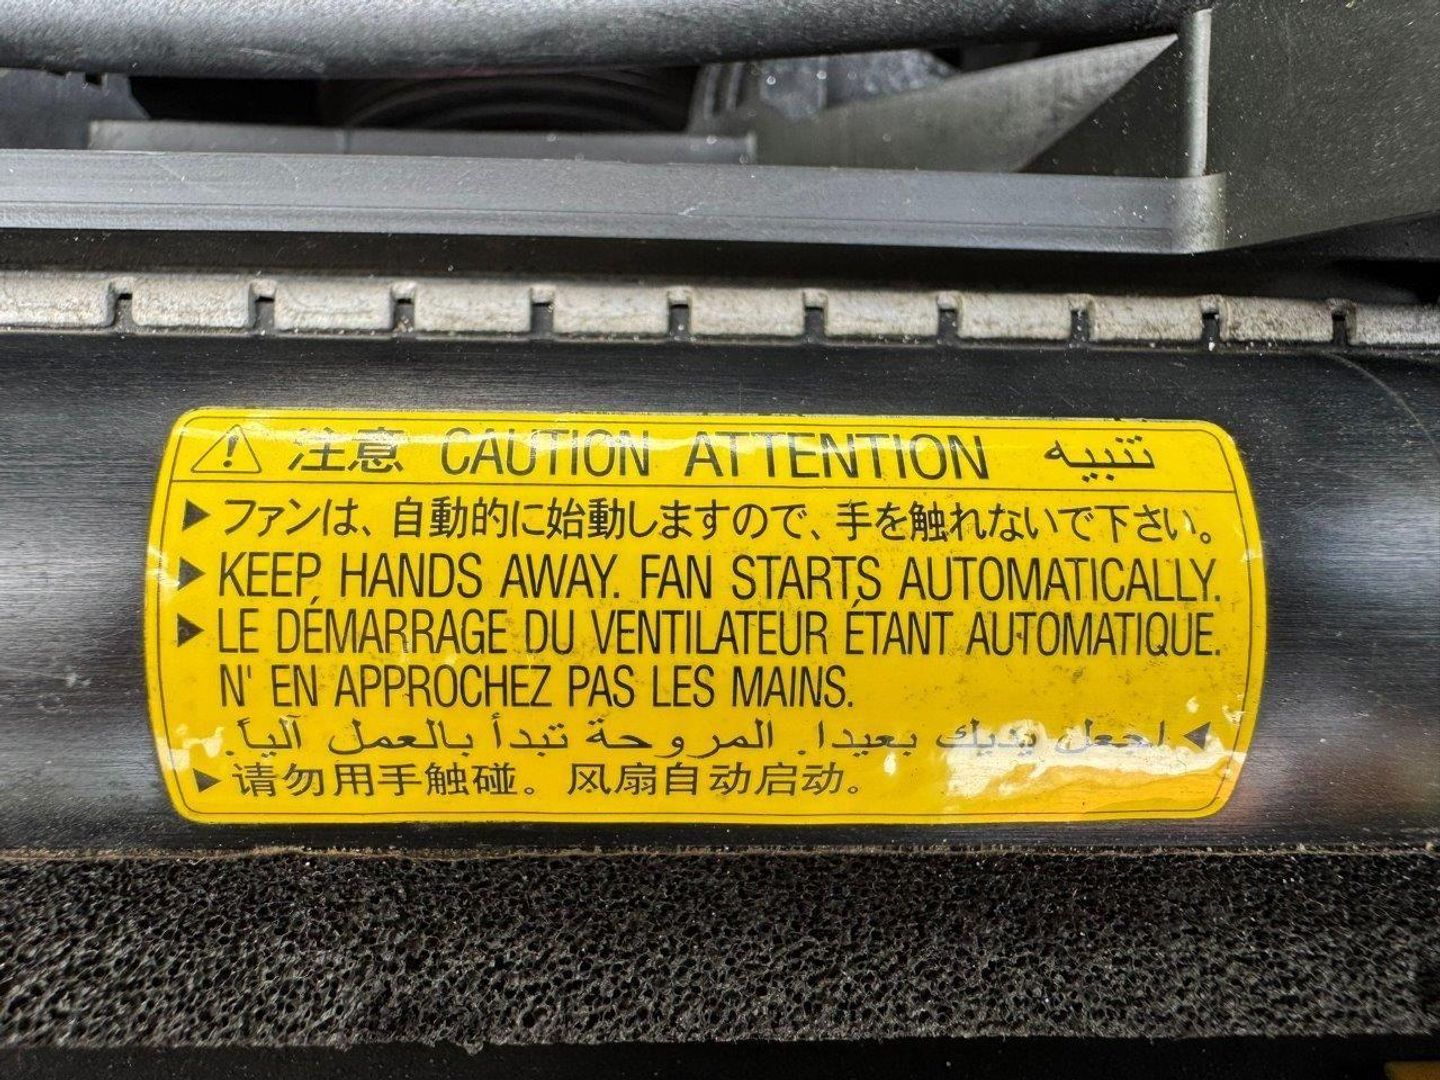 注意 CAUTION ATTENTION تنبيه
▶ファンは、自動的に始動しますので、手を触れないで下さい。
▶KEEP HANDS AWAY. FAN STARTS AUTOMATICALLY.
▶LE DÉMARRAGE DU VENTILATEUR ÉTANT AUTOMATIQUE.
N' EN APPROCHEZ PAS LES MAINS.
◀اجعل يديك بعيدا. المروحة تبدأ بالعمل آلياً.
▶请勿用手触碰。风扇自动启动。